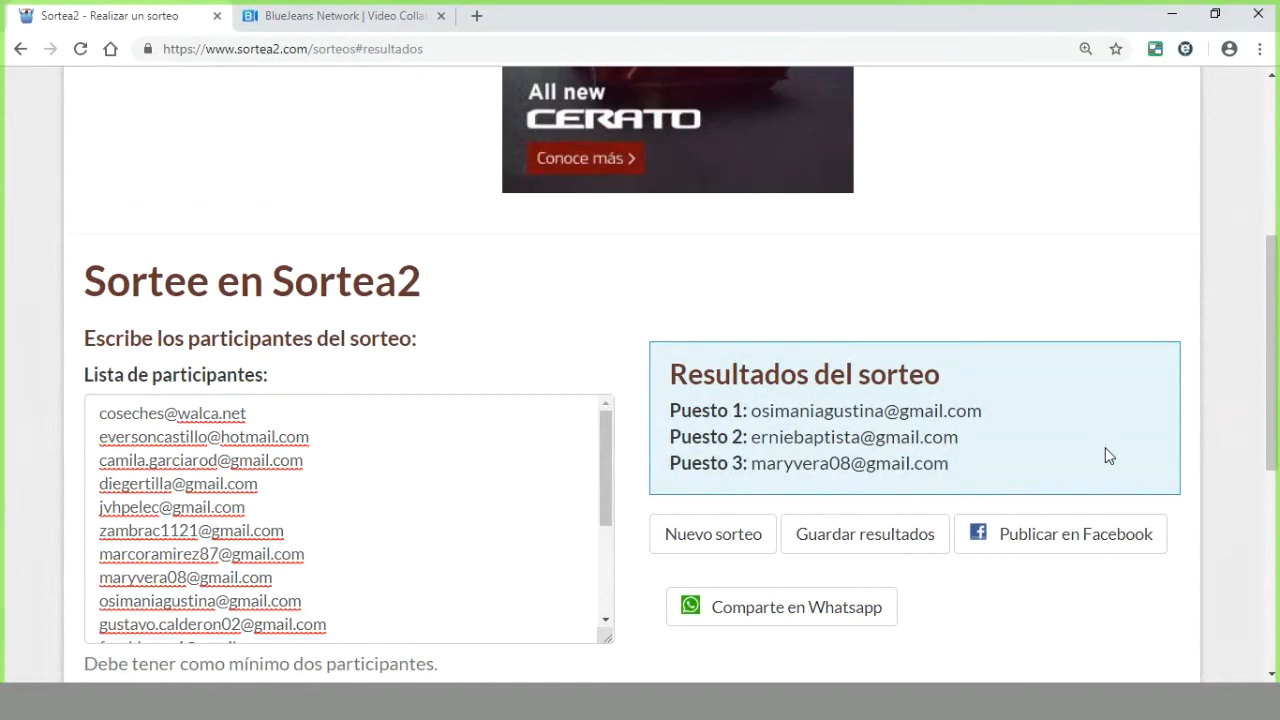 Sortea2 - Realizar un sorteo
BlueJeans Network | Video Colla
https://www.sortea2.com/sorteos#resultados
All new
CERATO
Conoce más
Sortee en Sortea2
Escribe los participantes del sorteo:
Lista de participantes:
coseches@walca.net
eversoncastillo@hotmail.com
camila.garciarod@gmail.com
diegertilla@gmail.com
jvhpelec@gmail.com
zambrac1121@gmail.com
marcoramirez87@gmail.com
maryvera08@gmail.com
osimaniagustina@gmail.com
gustavo.calderon02@gmail.com
Debe tener como mínimo dos participantes.
Resultados del sorteo
Puesto 1: osimaniagustina@gmail.com
Puesto 2: erniebaptista@gmail.com
Puesto 3: maryvera08@gmail.com
Nuevo sorteo
Guardar resultados
Publicar en Facebook
Comparte en Whatsapp